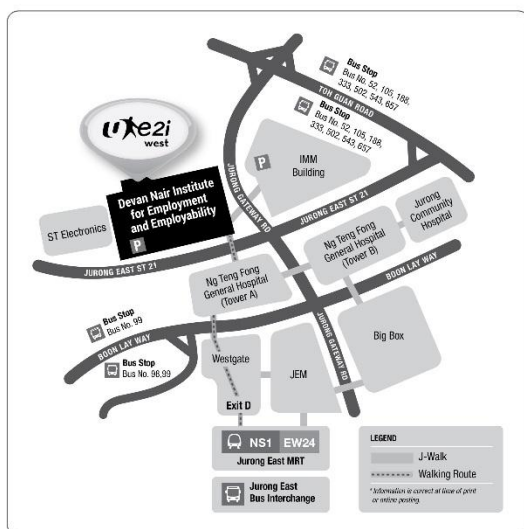 Bus Stop
Bus No. 52, 105, 188,
333, 502, 543, 657
TOH GUAN ROAD
Bus Stop
Bus No. 52, 105, 188,
333, 502, 543, 657
u e2i
west
P
IMM
Building
JURONG GATEWAY RD
Devan Nair Institute
for Employment
and Employability
P
ST Electronics
JURONG EAST ST 21
JURONG EAST ST 21
Jurong
Community
Hospital
Ng Teng Fong
General Hospital
(Tower B)
Ng Teng Fong
General Hospital
(Tower A)
BOON LAY WAY
Bus Stop
Bus No. 99
BOON LAY WAY
Bus Stop
Bus No. 96,99
Westgate
Exit D
JEM
JURONG GATEWAY RD
Big Box
NS1 EW24
Jurong East MRT
Jurong East
Bus Interchange
LEGEND
J-Walk
Walking Route
* Information is correct at time of print
or online posting.